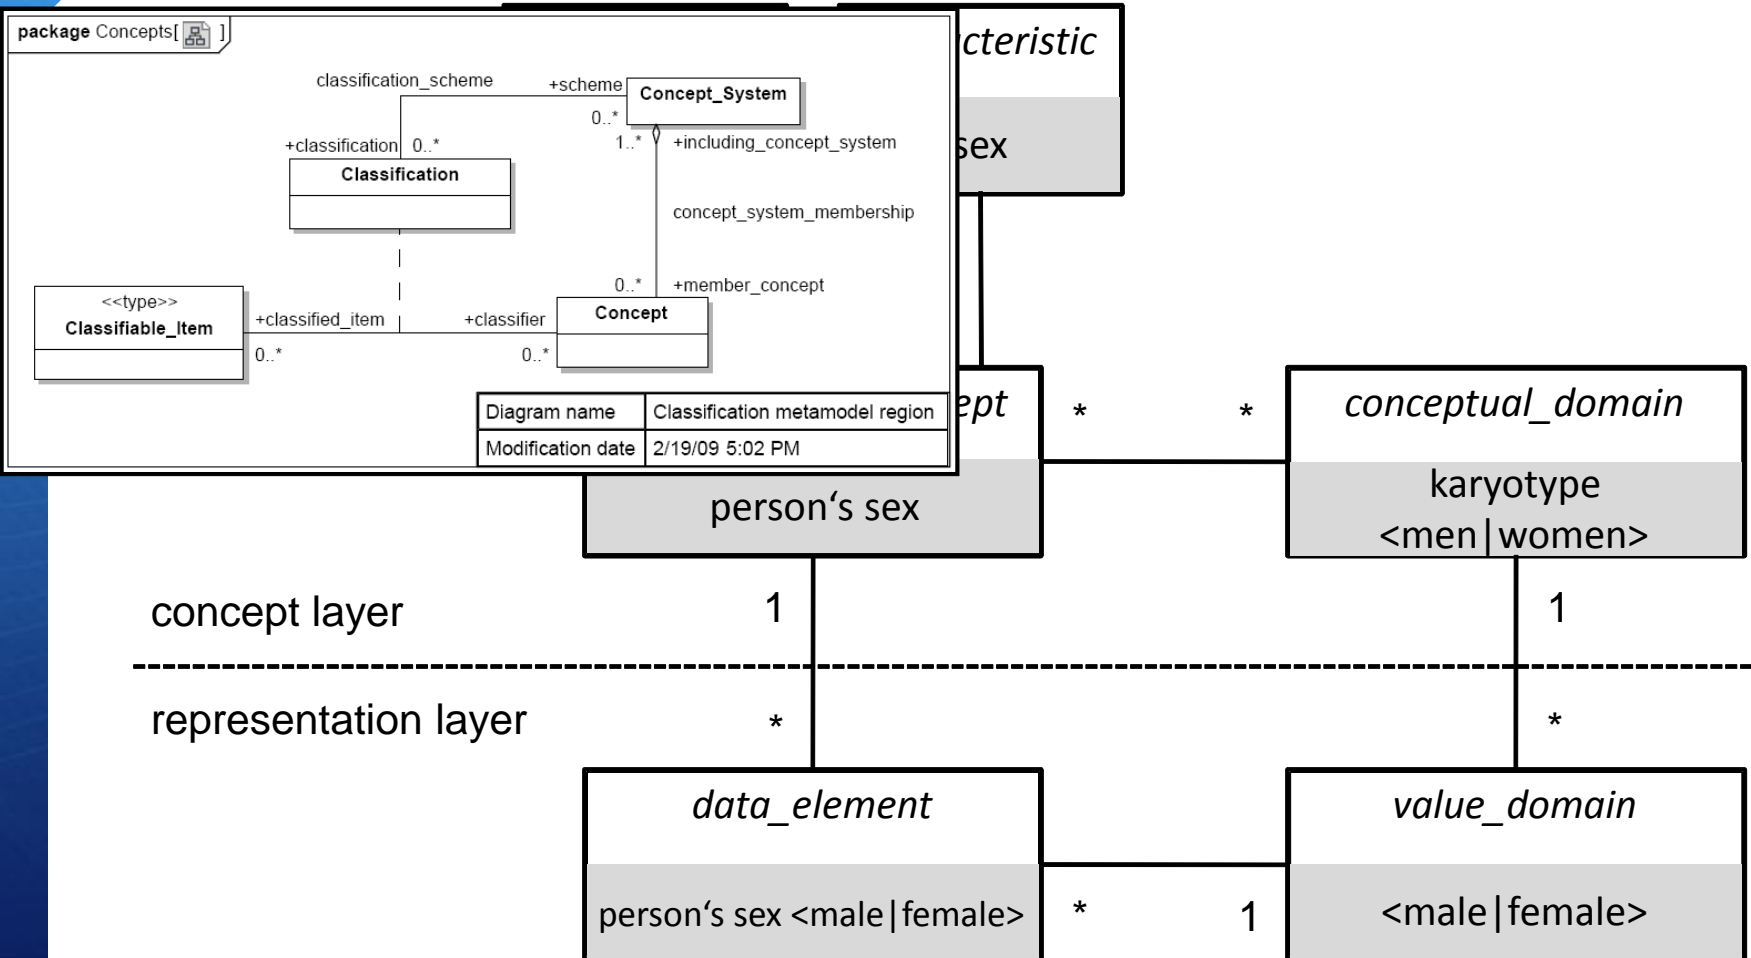 package Concepts[ ]
classification_scheme
+scheme
Concept_System
0..*
1..*
+including_concept_system
+classification
0..*
Classification
concept_system_membership
0..*
+member_concept
<<type>>
Classifiable_Item
+classified_item
+classifier
Concept
0..*
0..*
Diagram name
Classification metamodel region
Modification date
2/19/09 5:02 PM
cteristic
sex
ept
*
*
conceptual_domain
person‘s sex
karyotype
<men|women>
concept layer
1
1
representation layer
*
*
data_element
value_domain
person‘s sex <male|female>
*
1
<male|female>